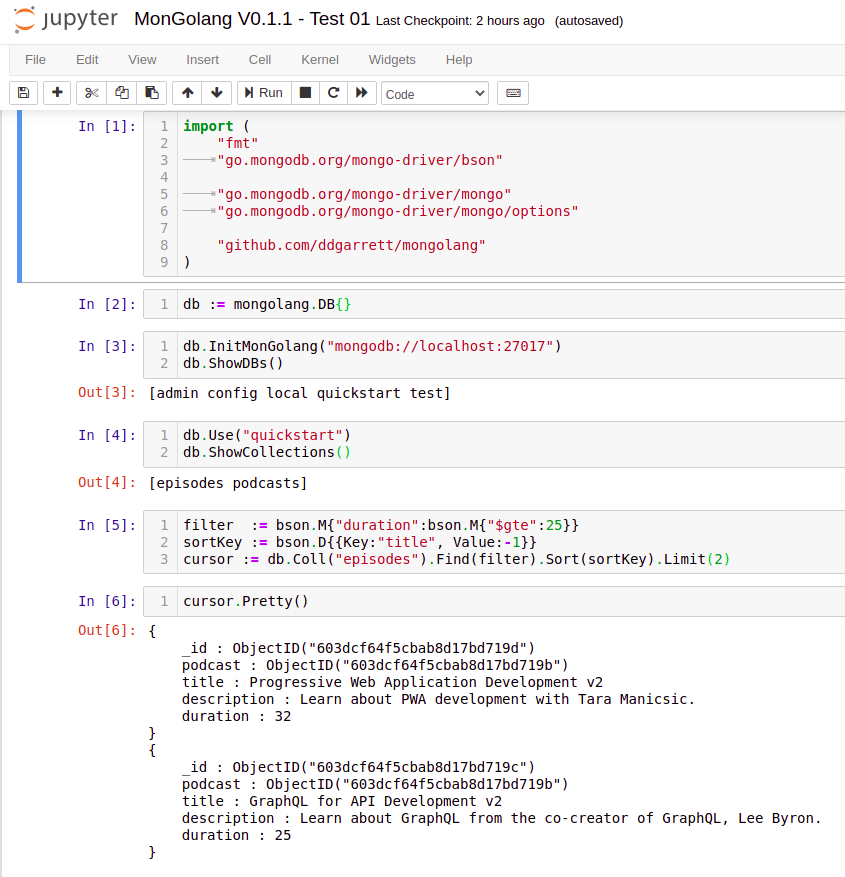 jupyter MonGolang V0.1.1 - Test 01 Last Checkpoint: 2 hours ago (autosaved)
File Edit View Insert Cell Kernel Widgets Help
Run Code
In [1]: 1 import (
2     "fmt"
3     "go.mongodb.org/mongo-driver/bson"
4
5     "go.mongodb.org/mongo-driver/mongo"
6     "go.mongodb.org/mongo-driver/mongo/options"
7
8     "github.com/ddgarrett/mongolang"
9 )
In [2]: 1 db := mongolang.DB{}
In [3]: 1 db.InitMonGolang("mongodb://localhost:27017")
2 db.ShowDBs()
Out[3]: [admin config local quickstart test]
In [4]: 1 db.Use("quickstart")
2 db.ShowCollections()
Out[4]: [episodes podcasts]
In [5]: 1 filter  := bson.M{"duration":bson.M{"$gte":25}}
2 sortKey := bson.D{{Key:"title", Value:-1}}
3 cursor := db.Coll("episodes").Find(filter).Sort(sortKey).Limit(2)
In [6]: 1 cursor.Pretty()
Out[6]: {
    _id : ObjectID("603dcf64f5cbab8d17bd719d")
    podcast : ObjectID("603dcf64f5cbab8d17bd719b")
    title : Progressive Web Application Development v2
    description : Learn about PWA development with Tara Manicsic.
    duration : 32
}
{
    _id : ObjectID("603dcf64f5cbab8d17bd719c")
    podcast : ObjectID("603dcf64f5cbab8d17bd719b")
    title : GraphQL for API Development v2
    description : Learn about GraphQL from the co-creator of GraphQL, Lee Byron.
    duration : 25
}